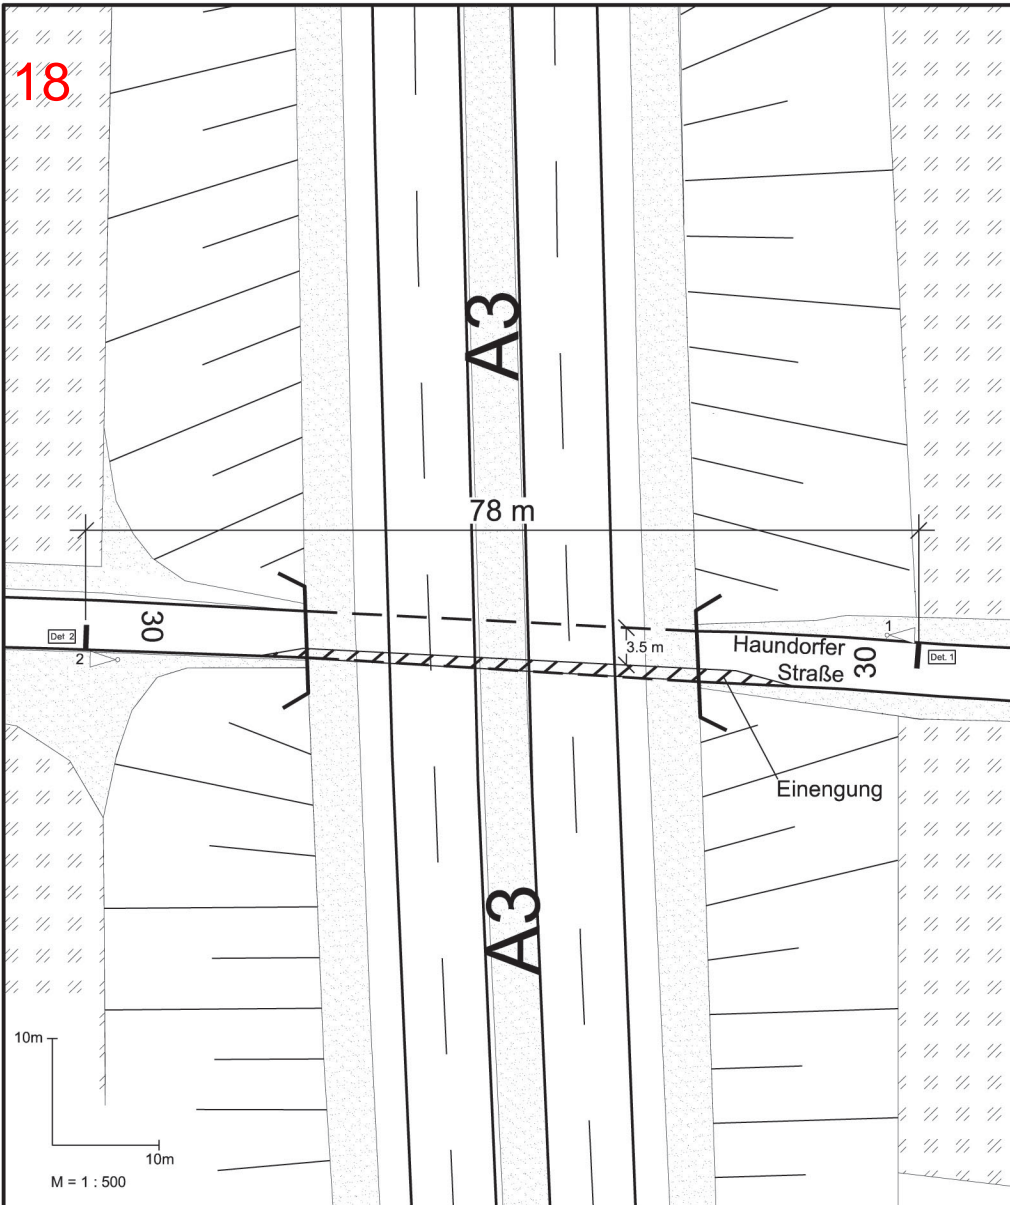 18
A3
78 m
30
Det 2
2
1
Det. 1
3.5 m
Haundorfer
Straße
30
Einengung
A3
10m
10m
M = 1 : 500